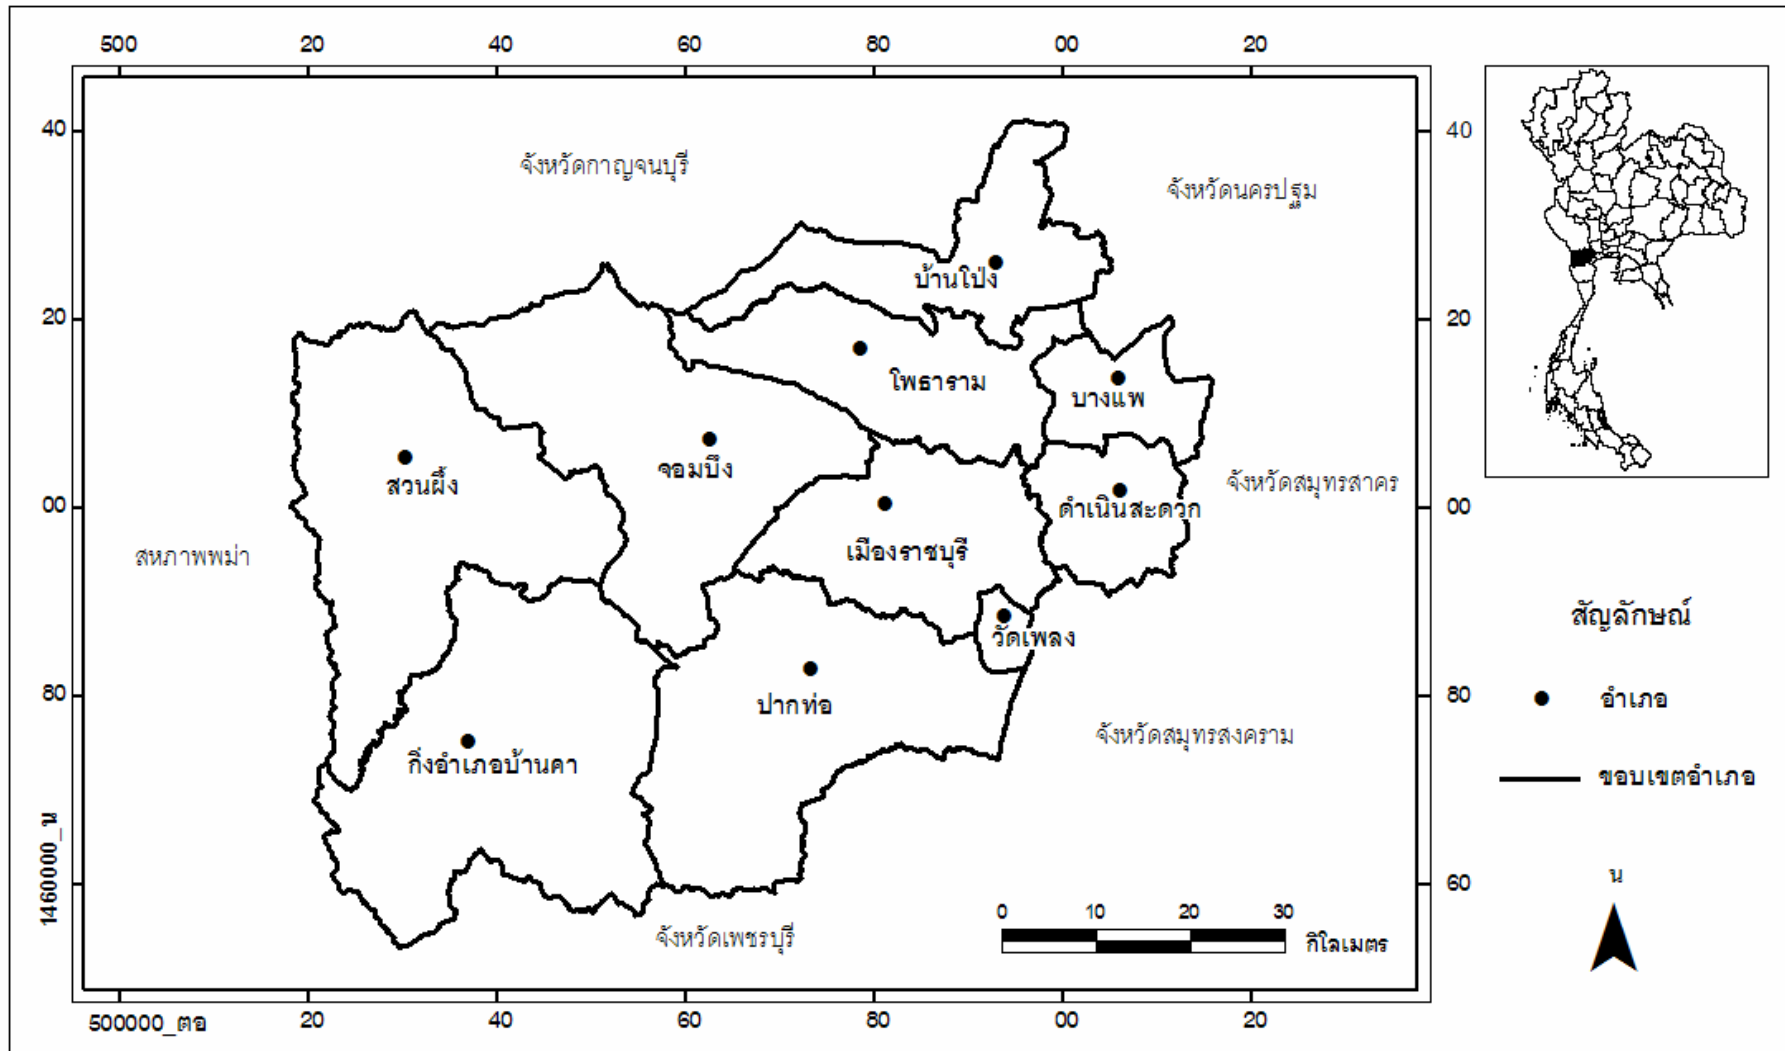 500 20 40 60 80 00 20
40 40
จังหวัดกาญจนบุรี
จังหวัดนครปฐม
บ้านโป่ง
20 20
โพธาราม
บางแพ
จอมบึง
สวนผึ้ง
จังหวัดสมุทรสาคร
00 00
ดำเนินสะดวก
เมืองราชบุรี
สหภาพพม่า
สัญลักษณ์
วัดเพลง
80 80
อำเภอ
ปากท่อ
จังหวัดสมุทรสงคราม
กิ่งอำเภอบ้านคา
ขอบเขตอำเภอ
1460000_น
60
น
0 10 20 30
จังหวัดเพชรบุรี
กิโลเมตร
500000_ตอ 20 40 60 80 00 20